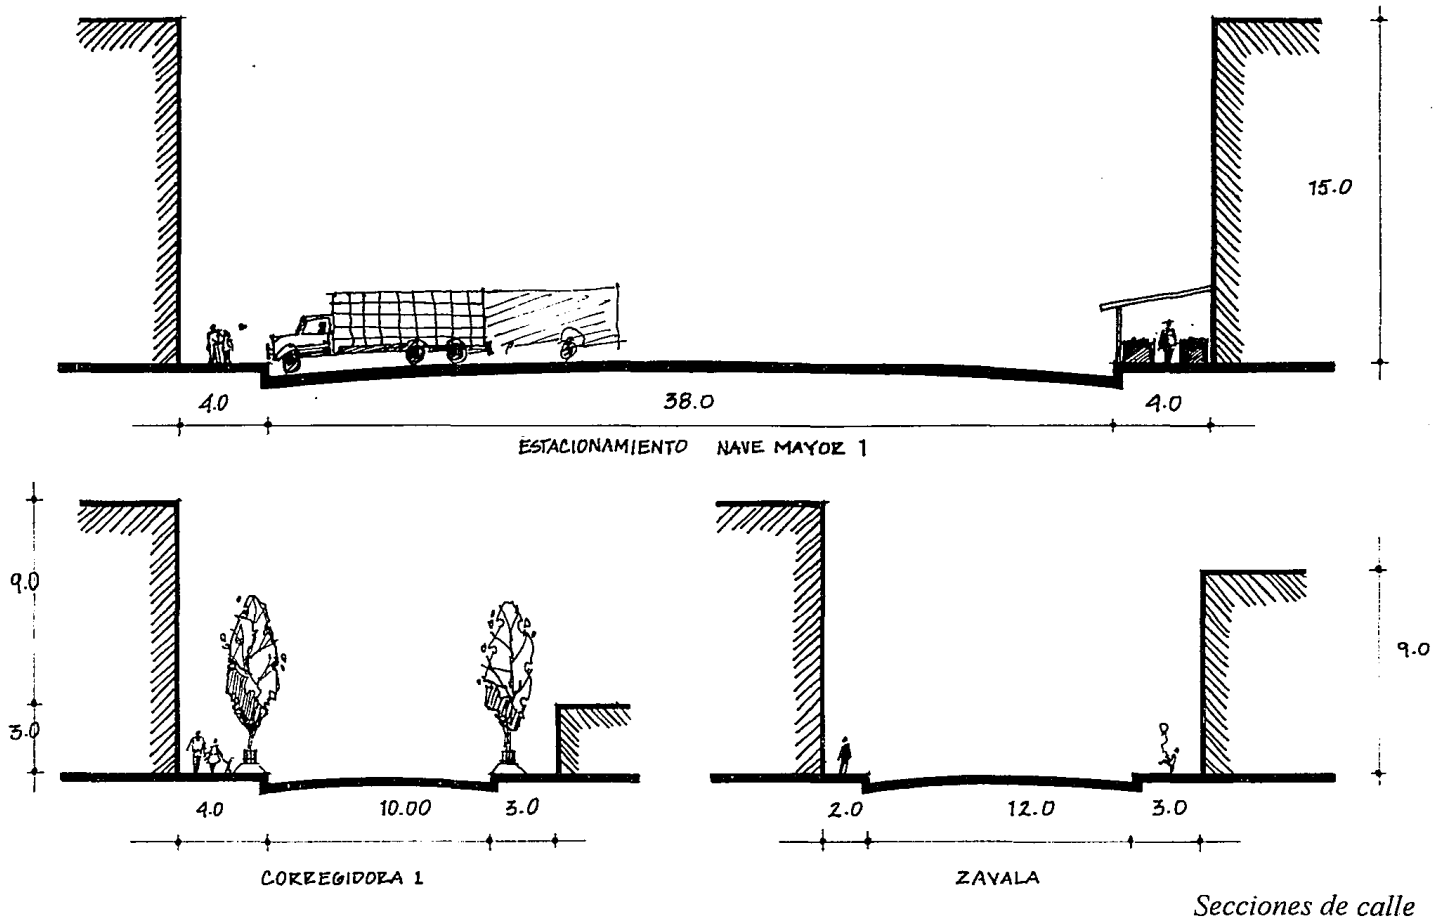 15.0
4.0 38.0 4.0
ESTACIONAMIENTO NAVE MAYOR 1
9.0
3.0
4.0 10.00 3.0
CORREGIDORA 1
9.0
2.0 12.0 3.0
ZAVALA
Secciones de calle